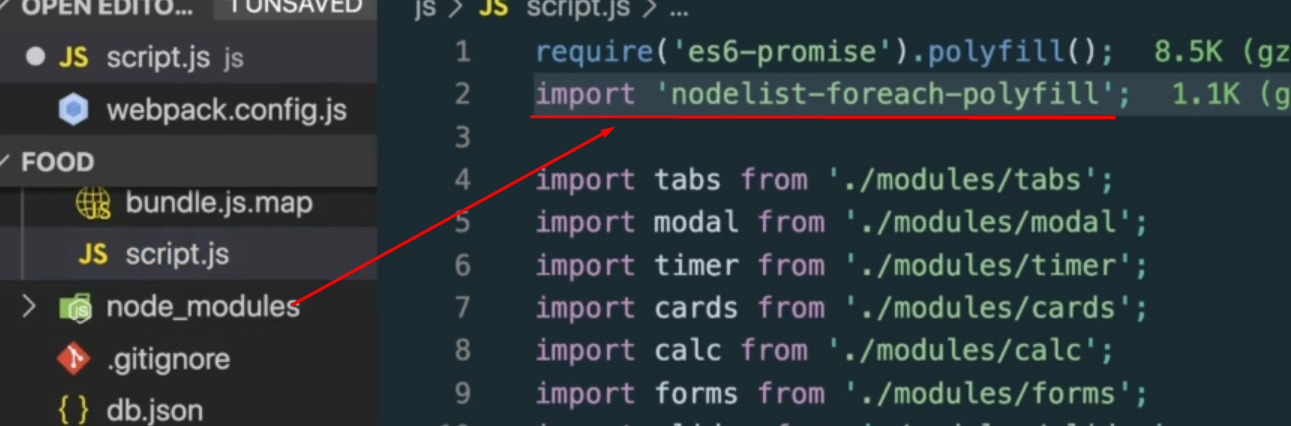 OPEN EDITO... 1 UNSAVED
JS script.js js
webpack.config.js
FOOD
JS bundle.js.map
JS script.js
node_modules
.gitignore
{ } db.json
js > JS script.js > ...
1 require('es6-promise').polyfill(); 8.5K (gz
2 import 'nodelist-foreach-polyfill'; 1.1K (g
3
4 import tabs from './modules/tabs';
5 import modal from './modules/modal';
6 import timer from './modules/timer';
7 import cards from './modules/cards';
8 import calc from './modules/calc';
9 import forms from './modules/forms';